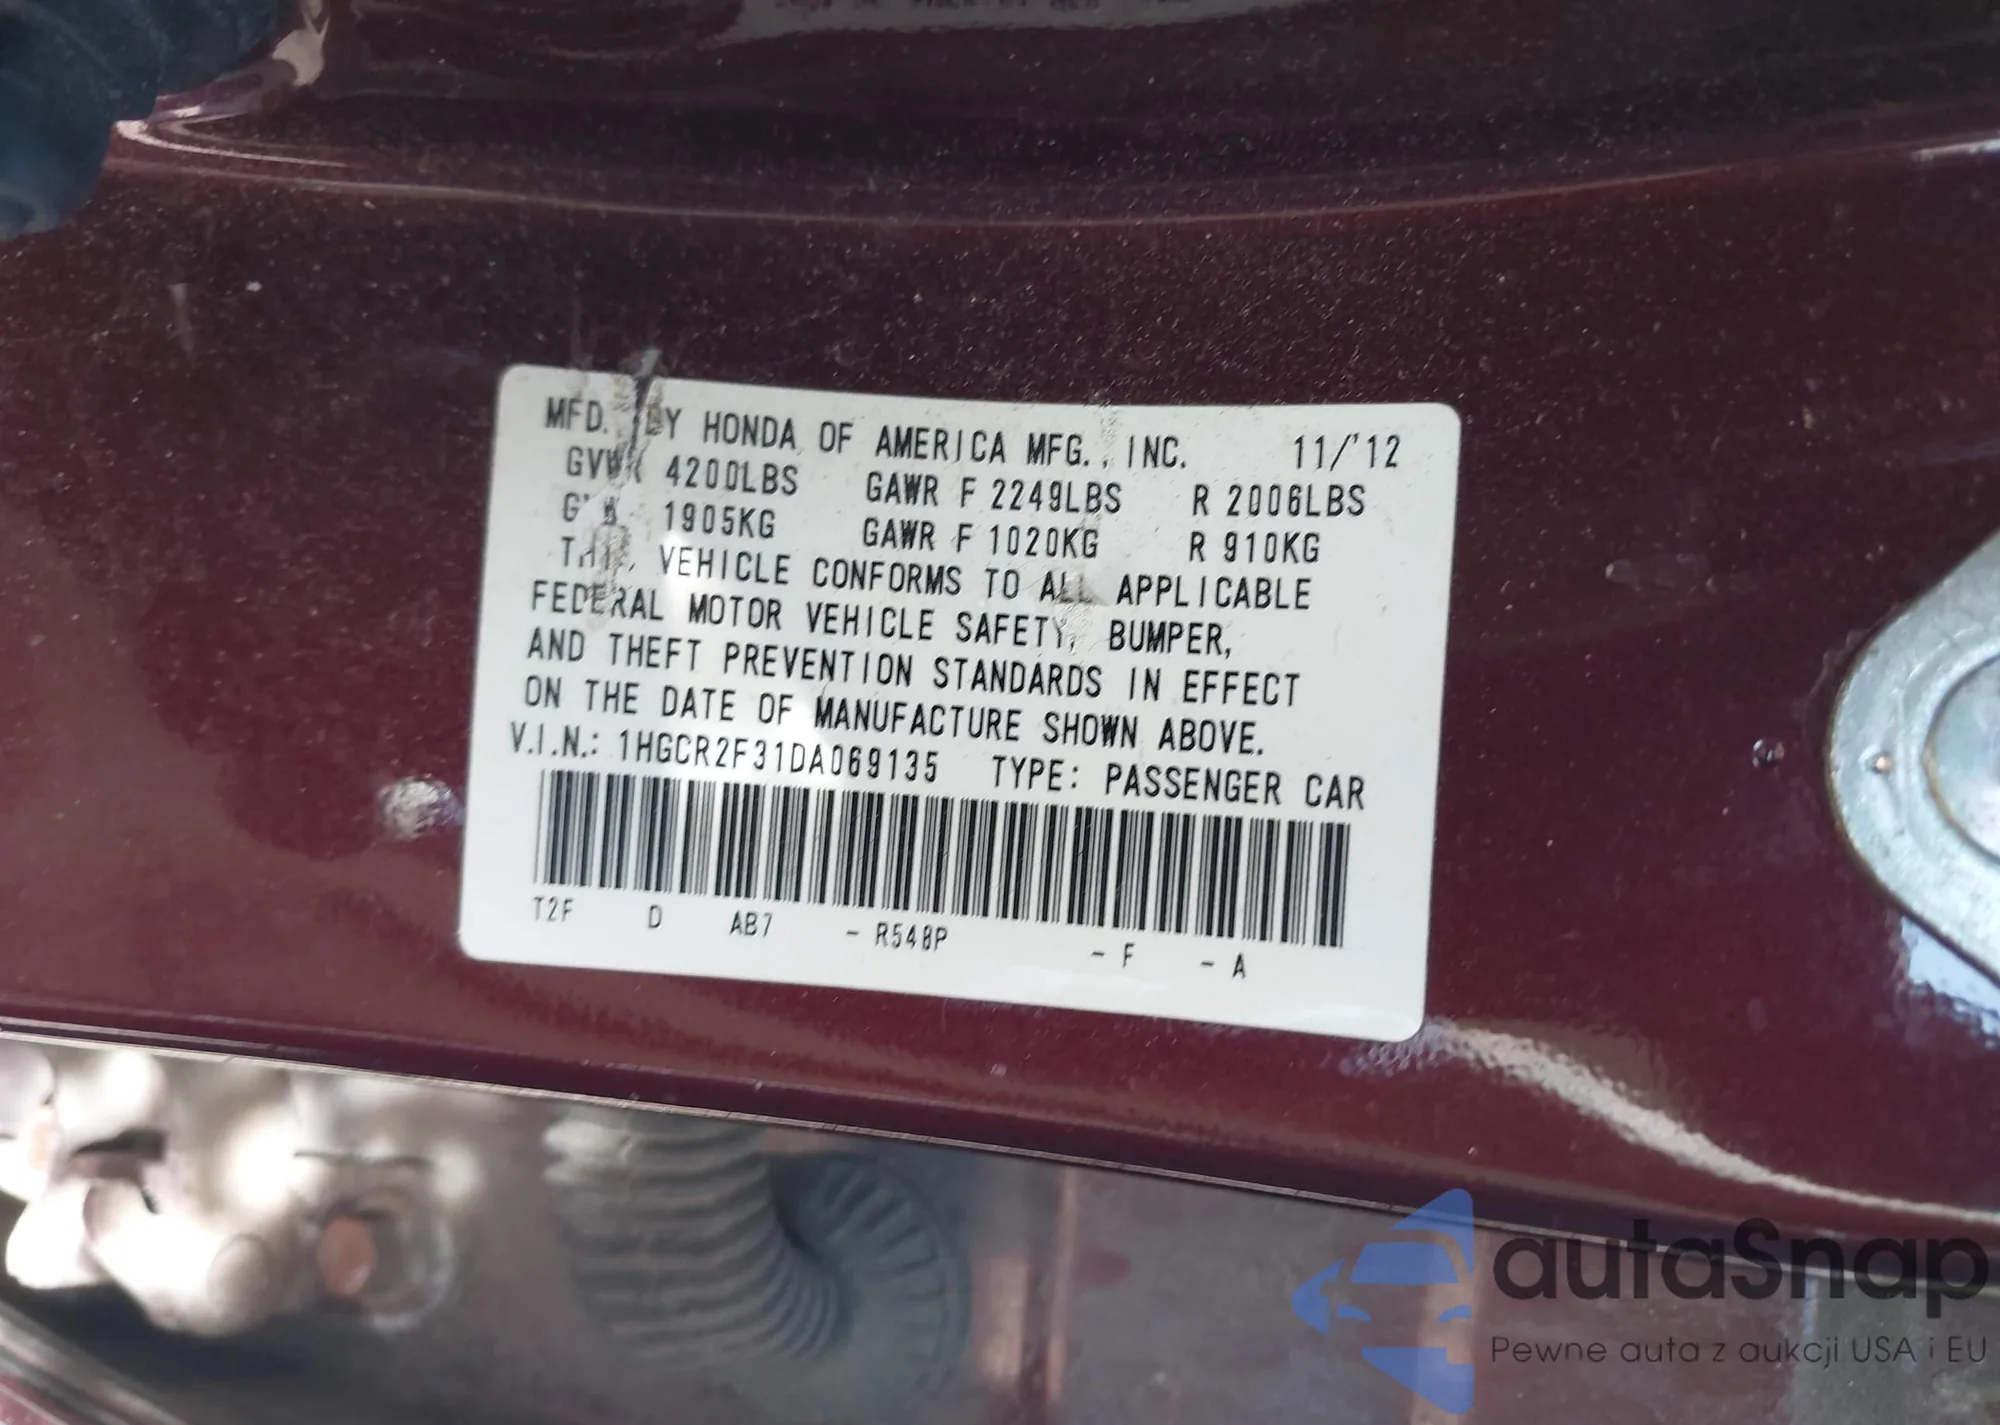 MFD. BY HONDA OF AMERICA MFG., INC. 11/'12
GVWR 4200LBS GAWR F 2249LBS R 2006LBS
1905KG GAWR F 1020KG R 910KG
VEHICLE CONFORMS TO ALL APPLICABLE
FEDERAL MOTOR VEHICLE SAFETY, BUMPER,
AND THEFT PREVENTION STANDARDS IN EFFECT
ON THE DATE OF MANUFACTURE SHOWN ABOVE.
V.I.N.: 1HGCR2F31DA069135 TYPE: PASSENGER CAR
T2F D AB7 - R548P - F - A
autaSnap
Pewne auta z aukcji USA i EU